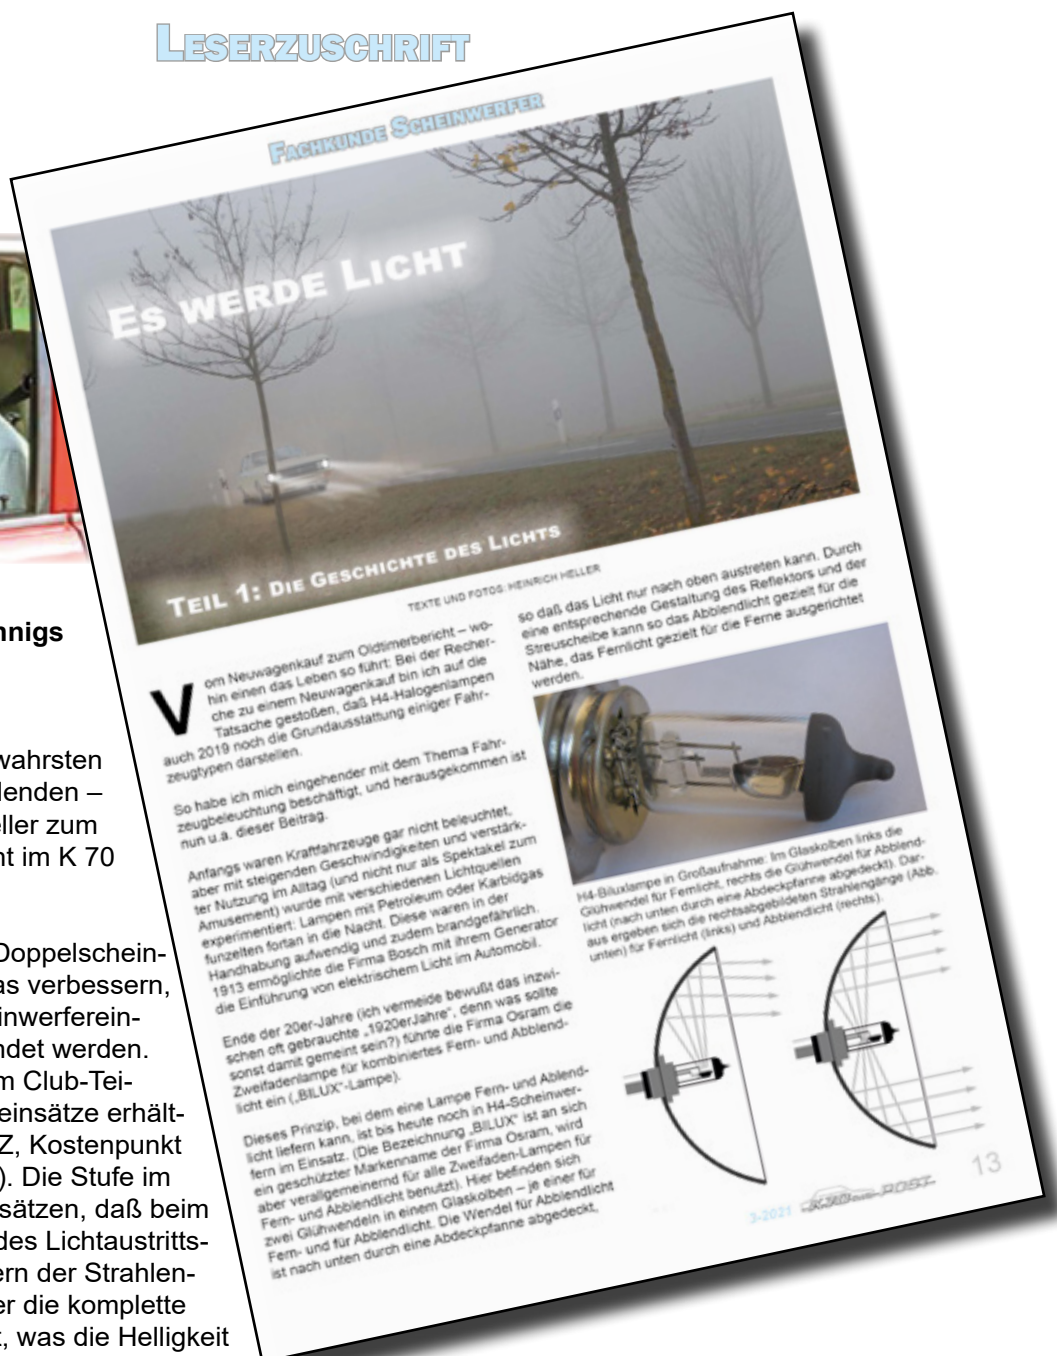 LESERZUSCHRIFT
nnigs
wahrsten
lenden –
eller zum
nt im K 70
Doppelschein-
as verbessern,
inwerferein-
ndet werden.
m Club-Tei-
einsätze erhält-
Z, Kostenpunkt
). Die Stufe im
sätzen, daß beim
des Lichtaustritts-
ern der Strahlen-
er die komplette
t, was die Helligkeit
FACHKUNDE SCHEINWERFER
ES WERDE LICHT
TEIL 1: DIE GESCHICHTE DES LICHTS
TEXTE UND FOTOS: HEINRICH HELLER
Vom Neuwagenkauf zum Oldtimerbericht – wo-
hin einen das Leben so führt: Bei der Recher-
che zu einem Neuwagenkauf bin ich auf die
Tatsache gestoßen, daß H4-Halogenlampen
auch 2019 noch die Grundausstattung einiger Fahr-
zeugtypen darstellen.
So habe ich mich eingehender mit dem Thema Fahr-
zeugbeleuchtung beschäftigt, und herausgekommen ist
nun u.a. dieser Beitrag.
Anfangs waren Kraftfahrzeuge gar nicht beleuchtet,
aber mit steigenden Geschwindigkeiten und verstärk-
ter Nutzung im Alltag (und nicht nur als Spektakel zum
Amusement) wurde mit verschiedenen Lichtquellen
experimentiert: Lampen mit Petroleum oder Karbidgas
funzelten fortan in die Nacht. Diese waren in der
Handhabung aufwendig und zudem brandgefährlich.
1913 ermöglichte die Firma Bosch mit ihrem Generator
die Einführung von elektrischem Licht im Automobil.
Ende der 20er-Jahre (ich vermeide bewußt das inzwi-
schen oft gebrauchte „1920erJahre“, denn was sollte
sonst damit gemeint sein?) führte die Firma Osram die
Zweifadenlampe für kombiniertes Fern- und Abblend-
licht ein („BILUX“-Lampe).
Dieses Prinzip, bei dem eine Lampe Fern- und Ablend-
licht liefern kann, ist bis heute noch in H4-Scheinwer-
fern im Einsatz. (Die Bezeichnung „BILUX“ ist an sich
ein geschützter Markenname der Firma Osram, wird
aber verallgemeinernd für alle Zweifaden-Lampen für
Fern- und Abblendlicht benutzt). Hier befinden sich
zwei Glühwendeln in einem Glaskolben – je einer für
Fern- und für Abblendlicht. Die Wendel für Abblendlicht
ist nach unten durch eine Abdeckpfanne abgedeckt,
so daß das Licht nur nach oben austreten kann. Durch
eine entsprechende Gestaltung des Reflektors und der
Streuscheibe kann so das Abblendlicht gezielt für die
Nähe, das Fernlicht gezielt für die Ferne ausgerichtet
werden.
H4-Biluxlampe in Großaufnahme: Im Glaskolben links die
Glühwendel für Fernlicht, rechts die Glühwendel für Abblend-
licht (nach unten durch eine Abdeckpfanne abgedeckt). Dar-
aus ergeben sich die rechtsabgebildeten Strahlengänge (Abb.
unten) für Fernlicht (links) und Abblendlicht (rechts).
3-2021
POST
13